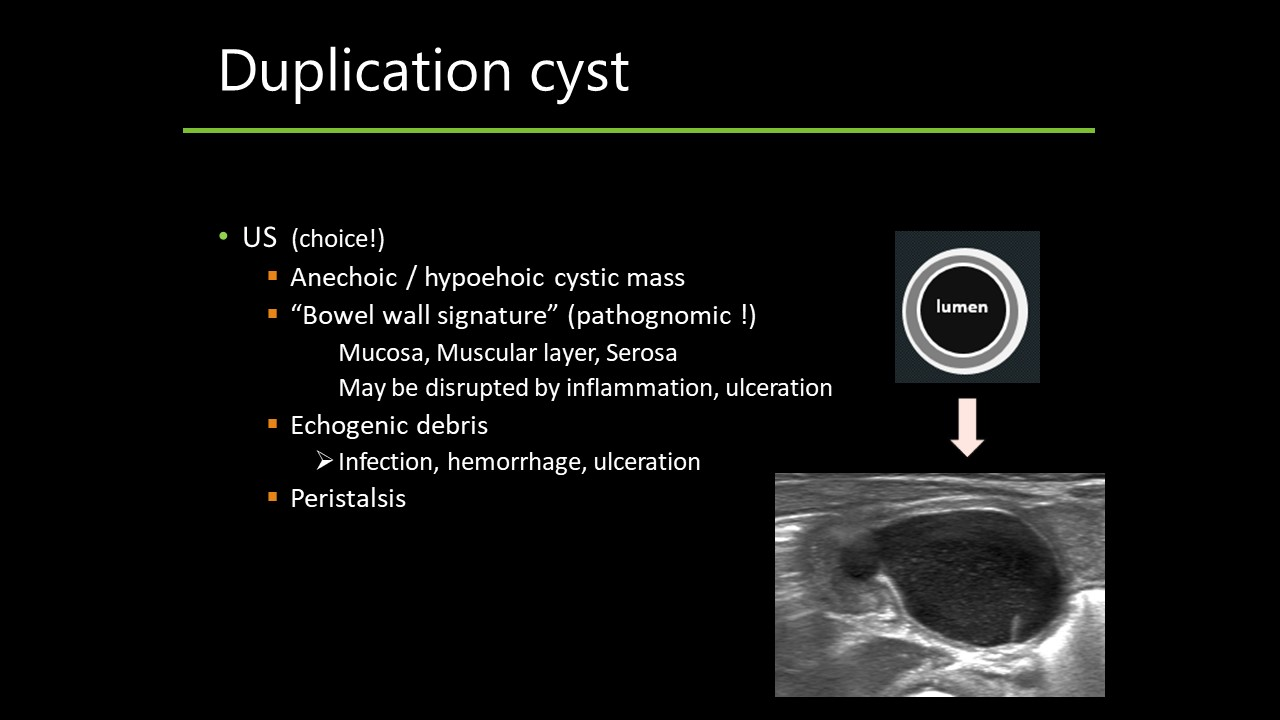 Duplication cyst
• US (choice!)
▪ Anechoic / hypoehoic cystic mass
▪ “Bowel wall signature” (pathognomic !)
Mucosa, Muscular layer, Serosa
May be disrupted by inflammation, ulceration
▪ Echogenic debris
➢ Infection, hemorrhage, ulceration
▪ Peristalsis
lumen